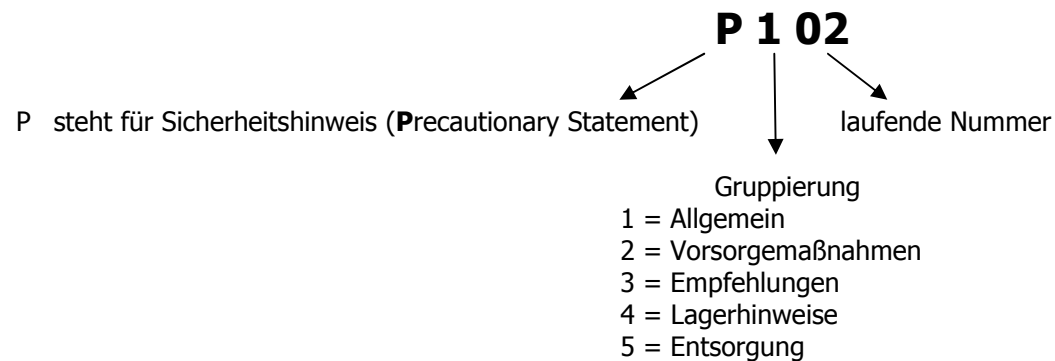 P 1 02
P steht für Sicherheitshinweis (Precautionary Statement)
laufende Nummer
Gruppierung
1 = Allgemein
2 = Vorsorgemaßnahmen
3 = Empfehlungen
4 = Lagerhinweise
5 = Entsorgung